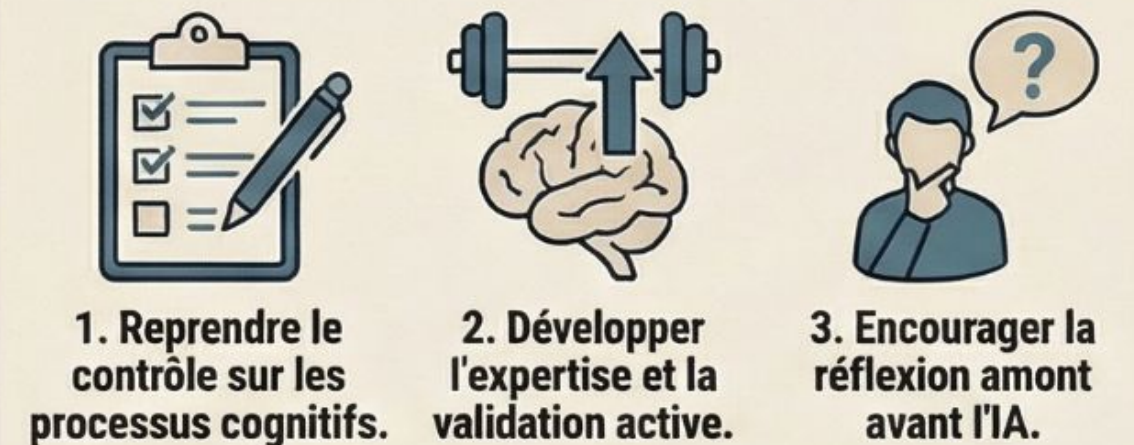 1. Reprendre le
contrôle sur les
processus cognitifs.
2. Développer
l'expertise et la
validation active.
?
3. Encourager la
réflexion amont
avant l'IA.